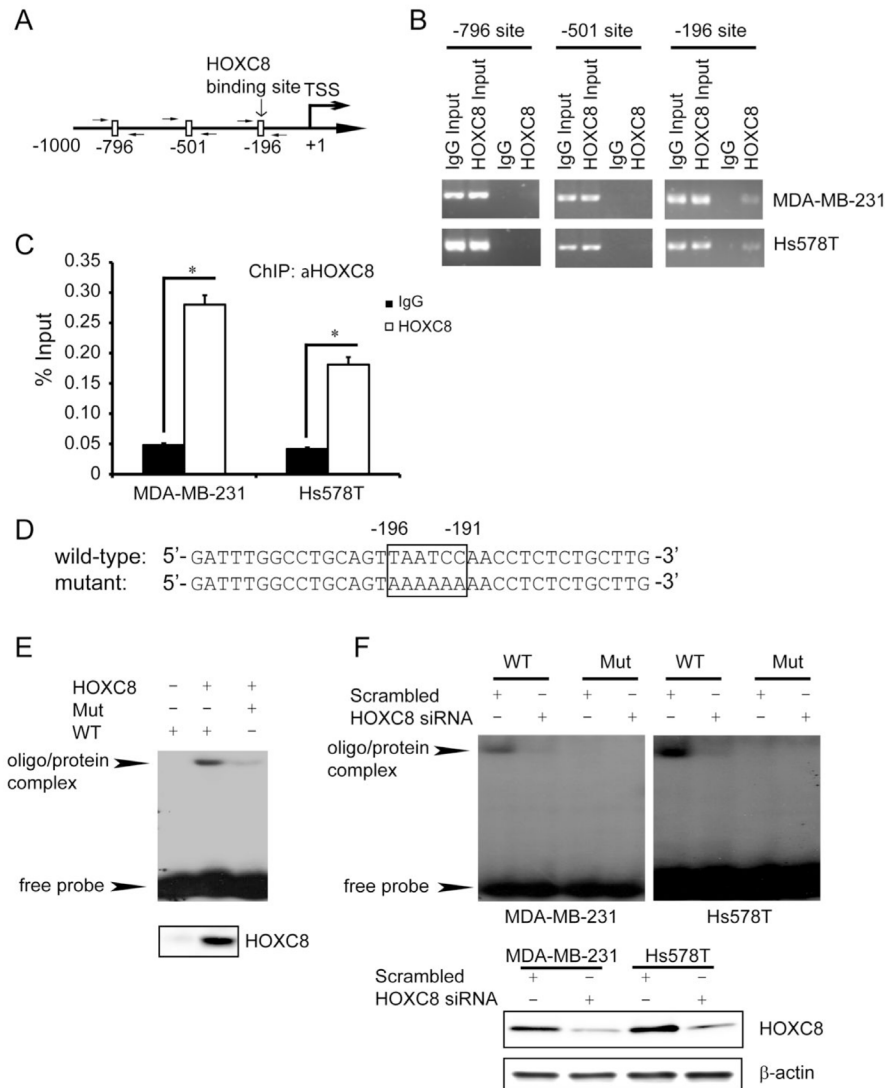 A
HOXC8
binding site
TSS
-1000
-796
-501
-196
+1
B
-796 site
-501 site
-196 site
IgG Input
HOXC8 Input
IgG
HOXC8
IgG Input
HOXC8 Input
IgG
HOXC8
IgG Input
HOXC8 Input
IgG
HOXC8
MDA-MB-231
Hs578T
C
ChIP: aHOXC8
IgG
HOXC8
% Input
0.35
0.30
0.25
0.20
0.15
0.10
0.05
0
*
*
MDA-MB-231
Hs578T
D
-196 -191
wild-type: 5’- GATTTGGCCTGCAGTTAATCCAACCTCTCTGCTTG -3’
mutant: 5’- GATTTGGCCTGCAGTAAAAAAAACCTCTCTGCTTG -3’
E
HOXC8 – + +
Mut – – +
WT + + –
oligo/protein
complex
free probe
HOXC8
F
WT Mut WT Mut
Scrambled + – + – + – + –
HOXC8 siRNA – + – + – + – +
oligo/protein
complex
free probe
MDA-MB-231 Hs578T
MDA-MB-231 Hs578T
Scrambled + – + –
HOXC8 siRNA – + – +
HOXC8
β-actin